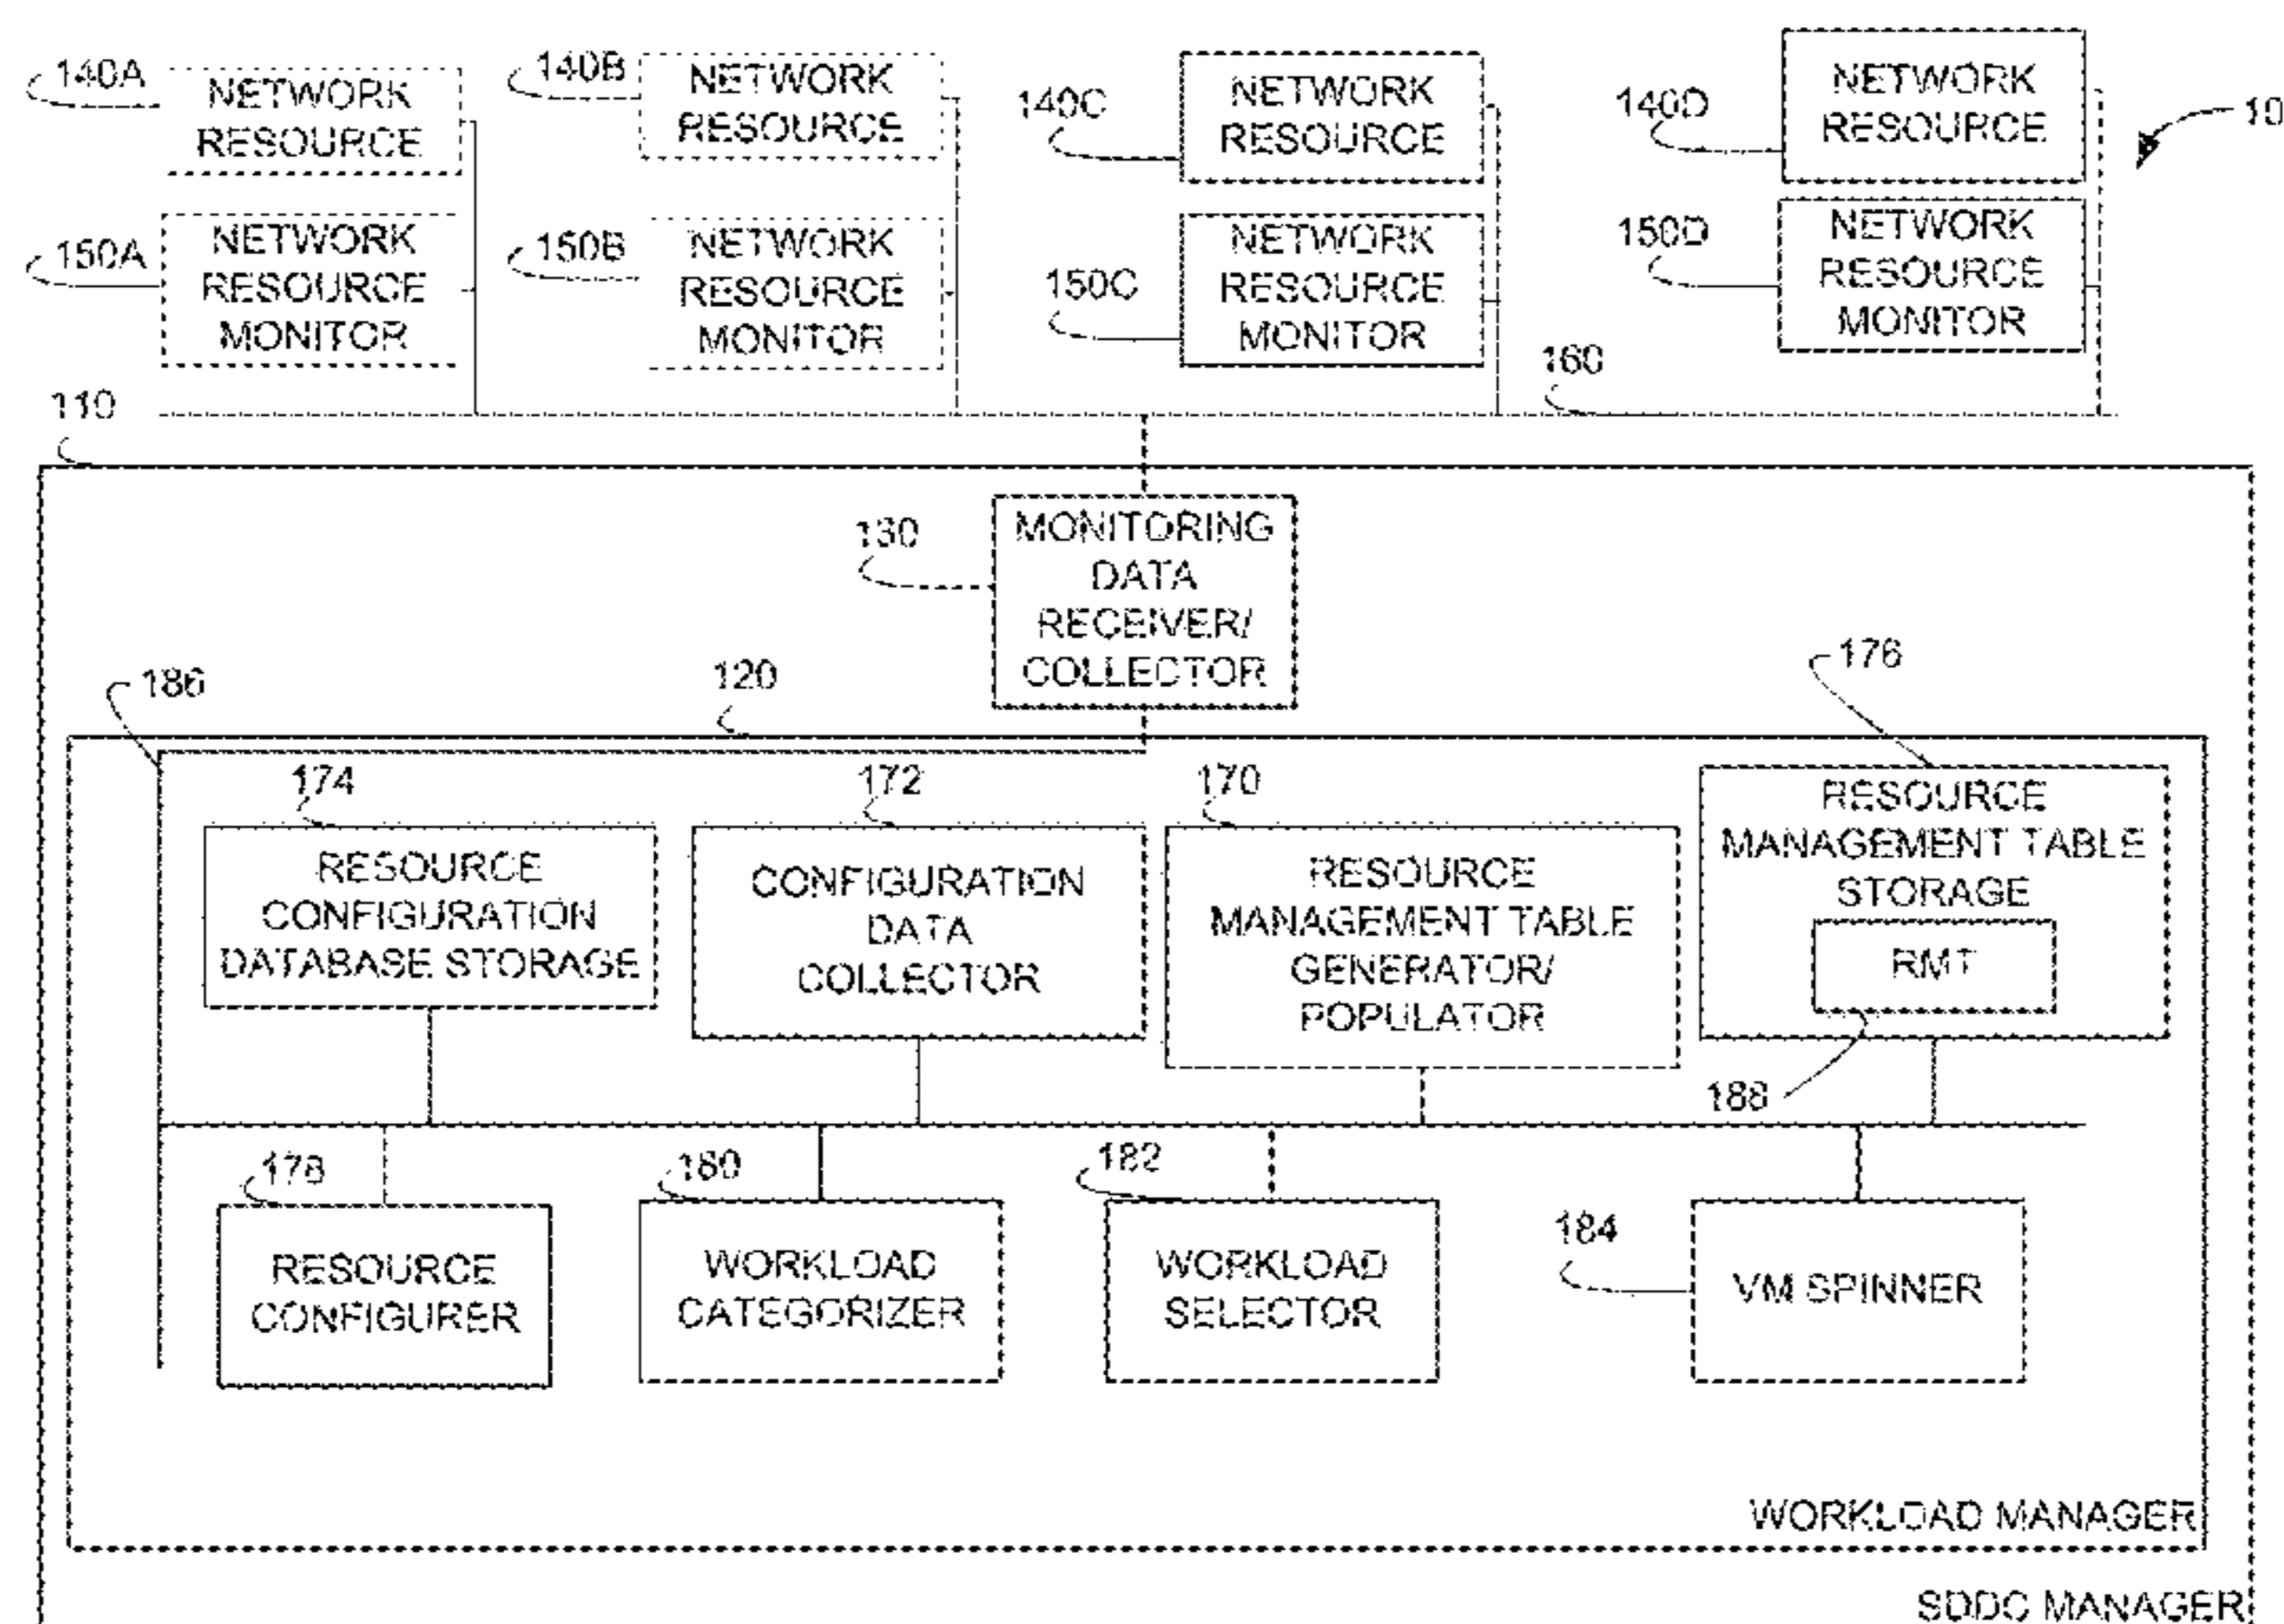 140A
NETWORK
RESOURCE
140B
NETWORK
RESOURCE
140C
NETWORK
RESOURCE
140D
NETWORK
RESOURCE
10
150A
NETWORK
RESOURCE
MONITOR
150B
NETWORK
RESOURCE
MONITOR
150C
NETWORK
RESOURCE
MONITOR
150D
NETWORK
RESOURCE
MONITOR
160
110
130
MONITORING
DATA
RECEIVER/
COLLECTOR
186
120
176
174
RESOURCE
CONFIGURATION
DATABASE STORAGE
172
CONFIGURATION
DATA
COLLECTOR
170
RESOURCE
MANAGEMENT TABLE
GENERATOR/
POPULATOR
RESOURCE
MANAGEMENT TABLE
STORAGE
RMT
188
178
RESOURCE
CONFIGURER
180
WORKLOAD
CATEGORIZER
182
WORKLOAD
SELECTOR
184
VM SPINNER
WORKLOAD MANAGER
SDDC MANAGER